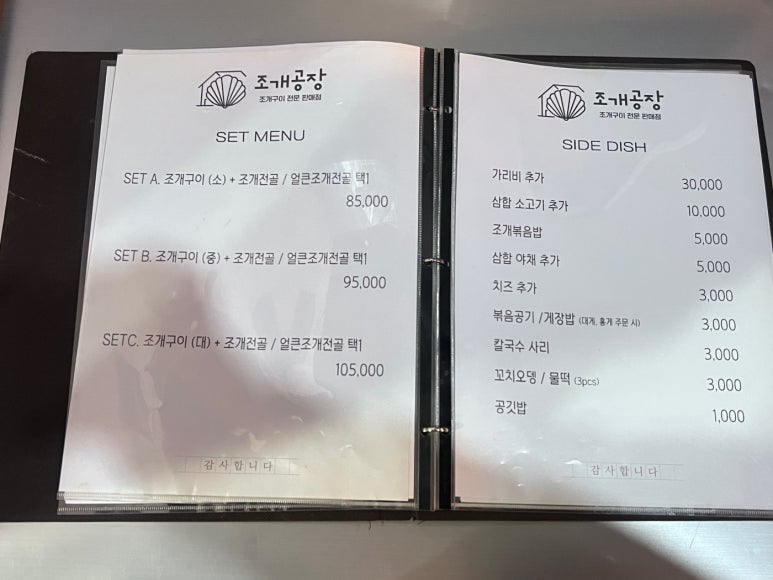 조개공장
조개구이 전문 판매점
SET MENU
SET A. 조개구이 (소) + 조개전골 / 얼큰조개전골 택1
85,000
SET B. 조개구이 (중) + 조개전골 / 얼큰조개전골 택1
95,000
SET C. 조개구이 (대) + 조개전골 / 얼큰조개전골 택1
105,000
감사합니다
조개공장
조개구이 전문 판매점
SIDE DISH
가리비 추가 30,000
삼합 소고기 추가 10,000
조개볶음밥 5,000
삼합 야채 추가 5,000
치즈 추가 3,000
볶음공기 /게장밥 (대게, 홍게 주문 시) 3,000
칼국수 사리 3,000
꼬치오뎅 / 물떡 (3pcs) 3,000
공깃밥 1,000
감사합니다